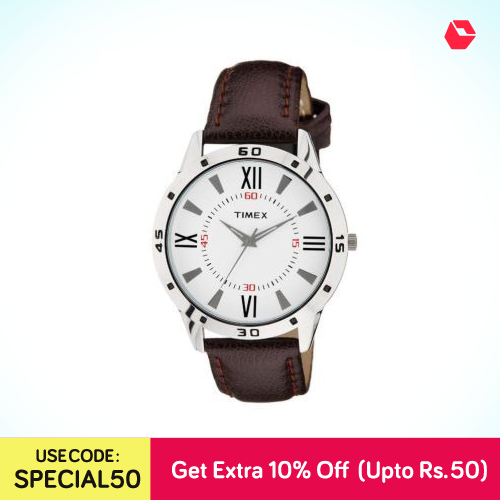 60
XII
60
TIMEX
45
IX
45
15
III
15
30
VI
30
USE CODE:
SPECIAL50
Get Extra 10% Off (Upto Rs.50)